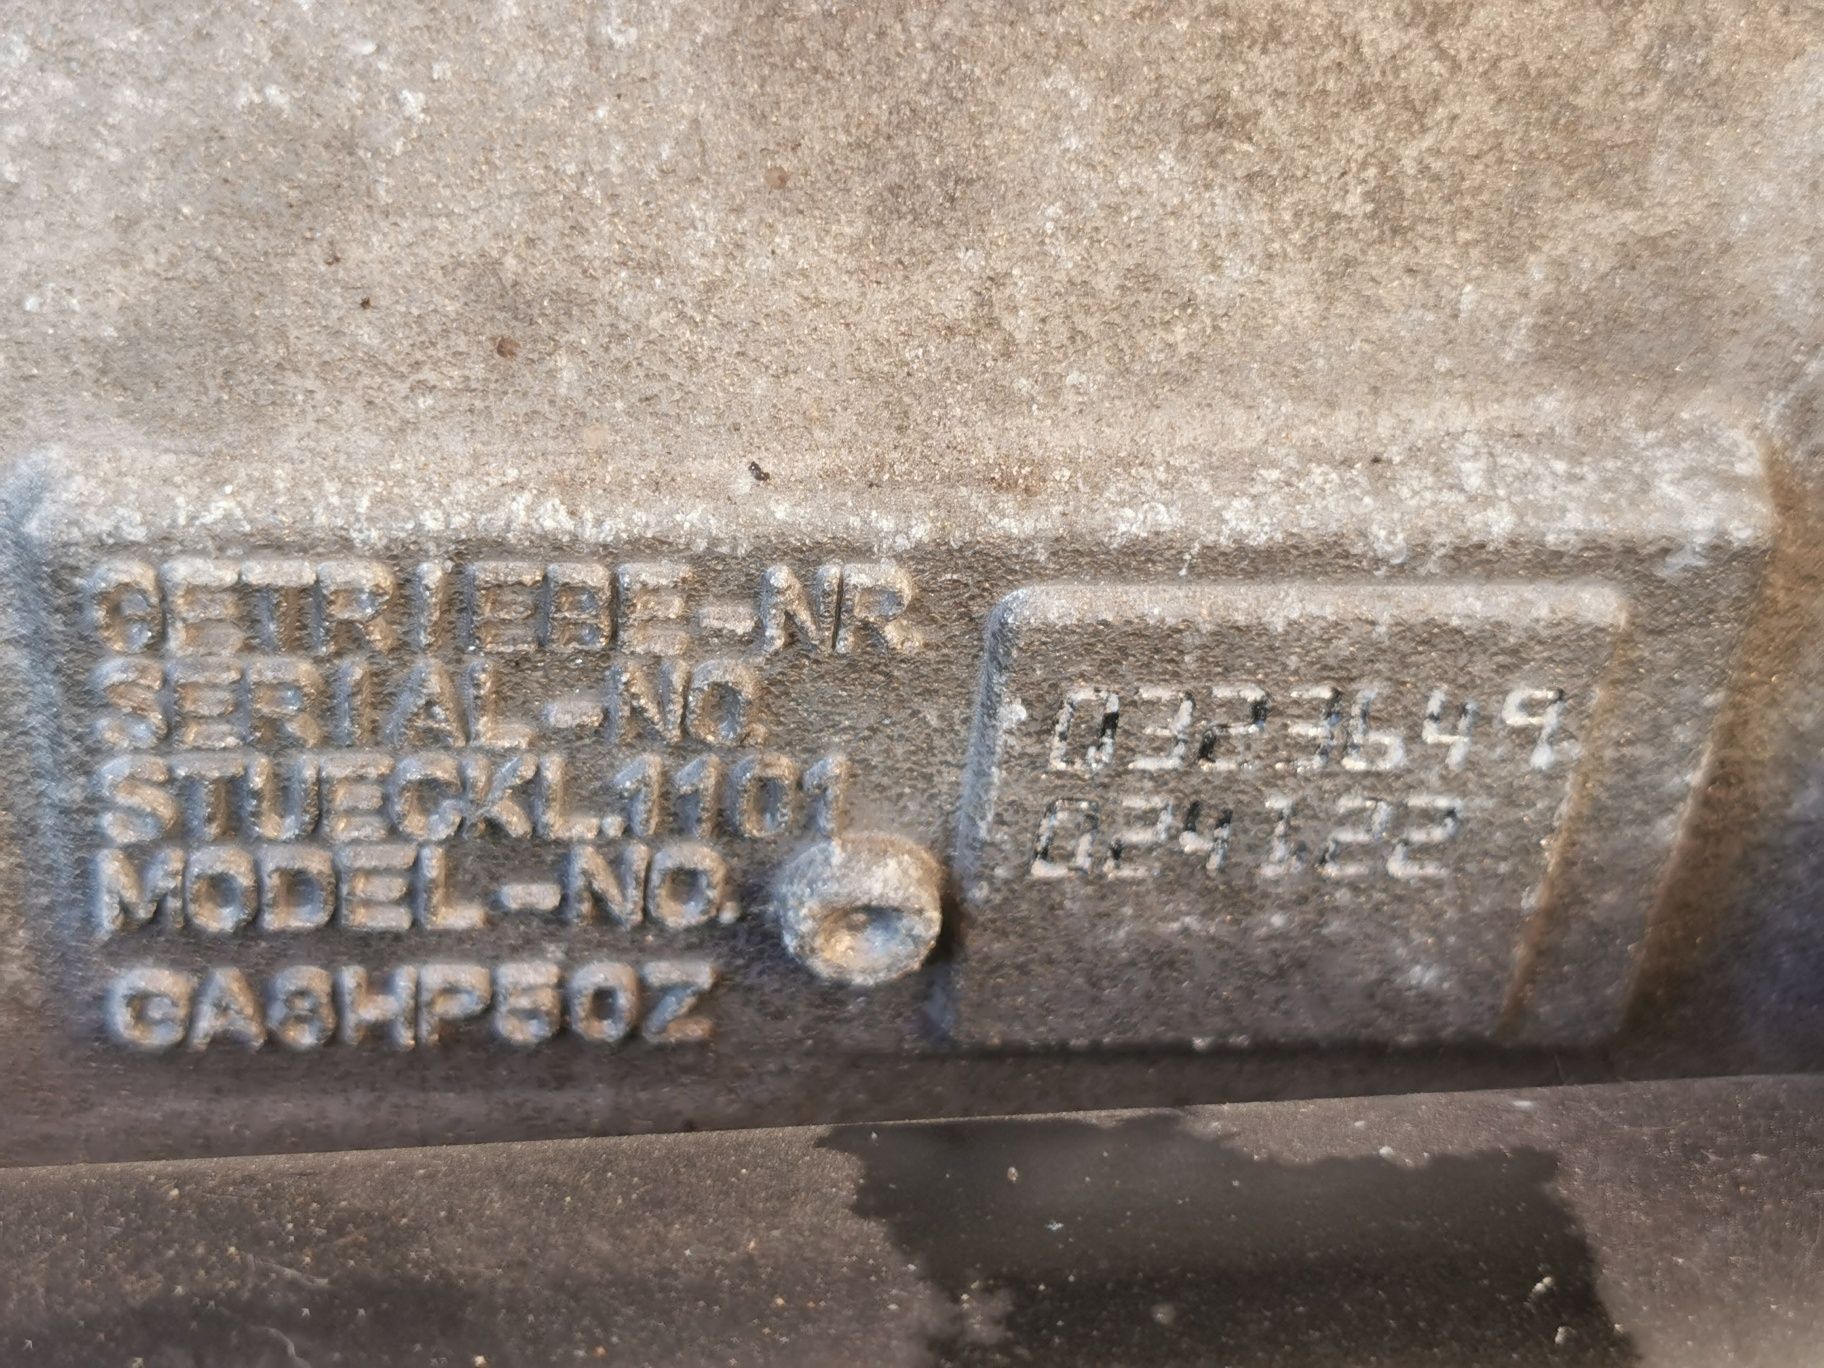 GETRIEBE-NR
SERIAL-NO.
0323649
STUECKL.1101
024122
MODEL-NO.
GA8HP50Z